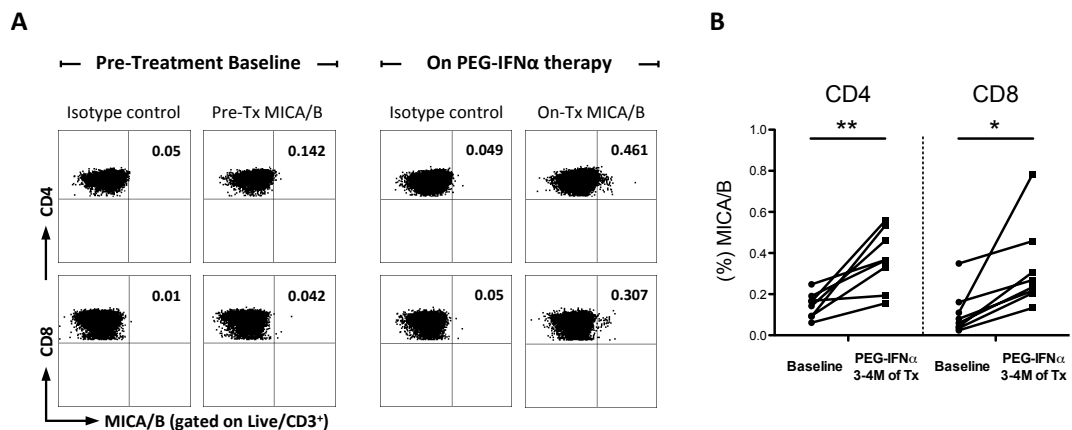 A
B
Pre-Treatment Baseline
On PEG-IFNα therapy
Isotype control
Pre-Tx MICA/B
Isotype control
On-Tx MICA/B
0.05
0.142
0.049
0.461
CD4
0.01
0.042
0.05
0.307
CD8
MICA/B (gated on Live/CD3⁺)
CD4
CD8
**
*
(%) MICA/B
1.0
0.8
0.6
0.4
0.2
0.0
Baseline
PEG-IFNα
3-4M of Tx
Baseline
PEG-IFNα
3-4M of Tx